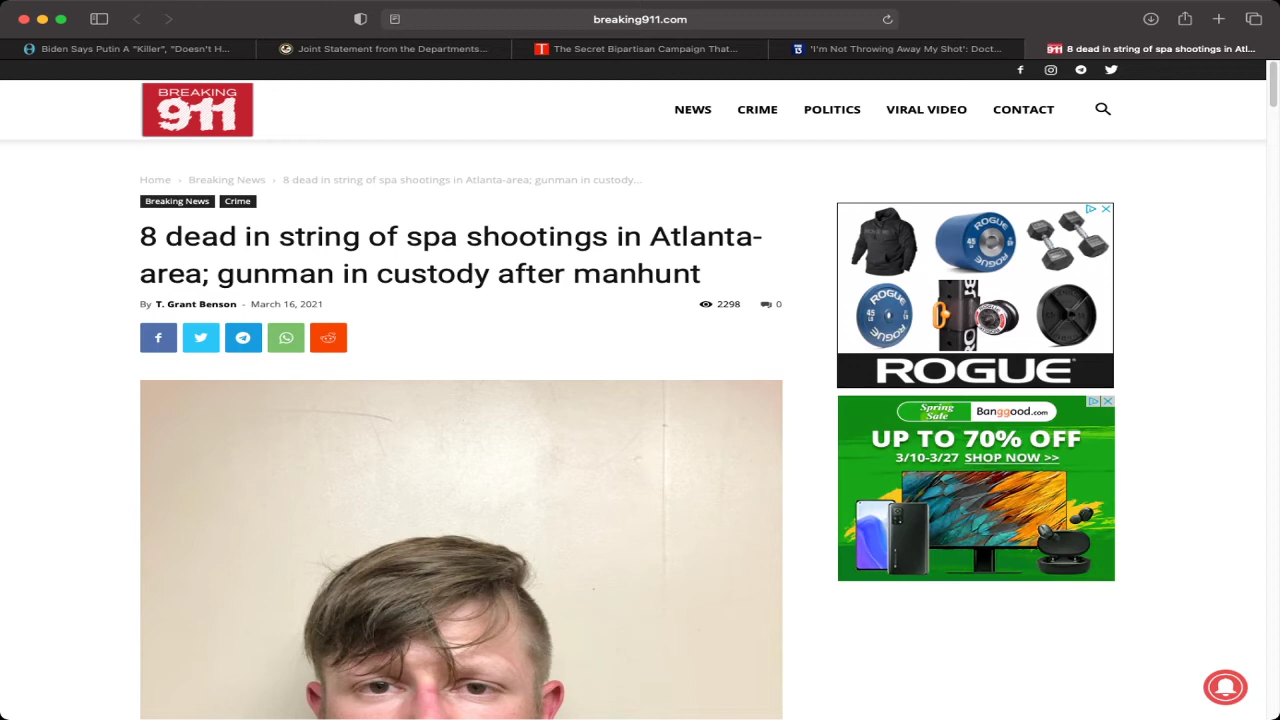 breaking911.com
Biden Says Putin A "Killer", "Doesn't H...
Joint Statement from the Departments...
The Secret Bipartisan Campaign That...
'I'm Not Throwing Away My Shot': Doct...
8 dead in string of spa shootings in Atl...
BREAKING
911
NEWS CRIME POLITICS VIRAL VIDEO CONTACT
Home › Breaking News › 8 dead in string of spa shootings in Atlanta-area; gunman in custody...
Breaking News Crime
8 dead in string of spa shootings in Atlanta-
area; gunman in custody after manhunt
By T. Grant Benson - March 16, 2021 2298 0
ROGUE
45
LB
45
LB
ROGUE
Spring
Sale
Banggood.com
UP TO 70% OFF
3/10-3/27 SHOP NOW >>